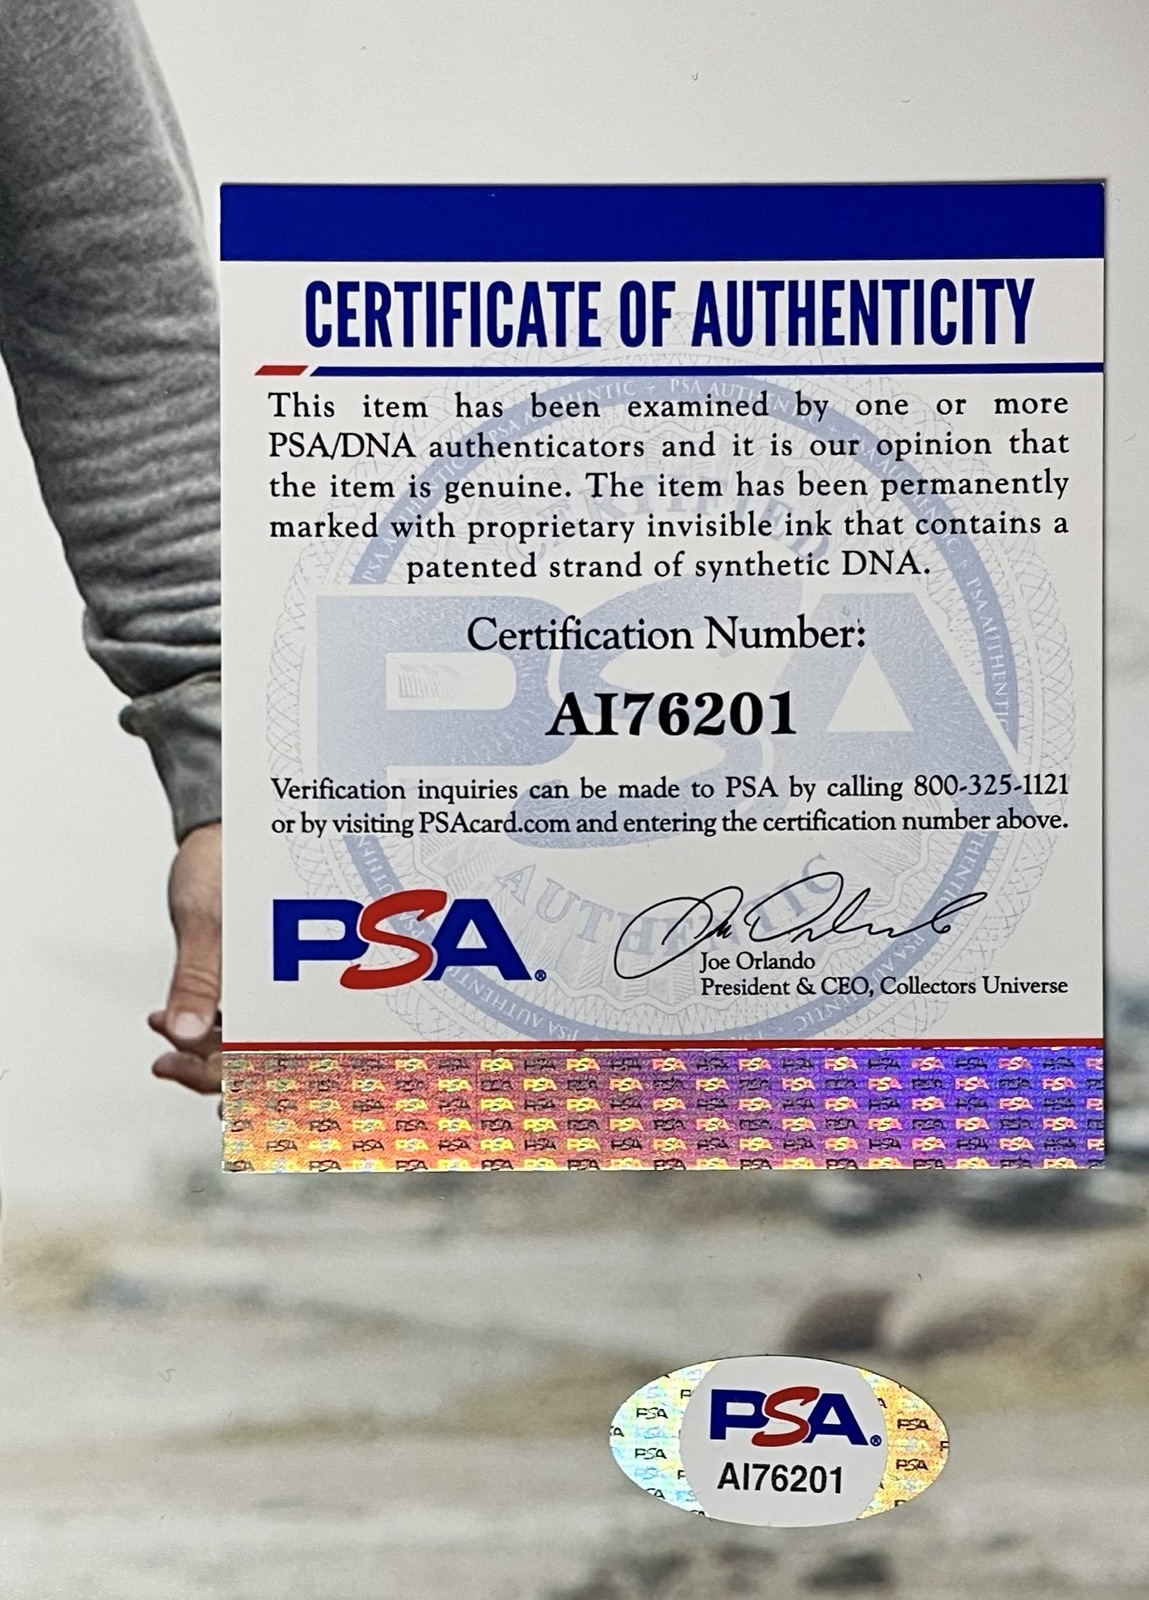 CERTIFICATE OF AUTHENTICITY
This item has been examined by one or more
PSA/DNA authenticators and it is our opinion that
the item is genuine. The item has been permanently
marked with proprietary invisible ink that contains a
patented strand of synthetic DNA.
Certification Number:
AI76201
Verification inquiries can be made to PSA by calling 800-325-1121
or by visiting PSAcard.com and entering the certification number above.
PSA®
Joe Orlando
President & CEO, Collectors Universe
PSA®
AI76201